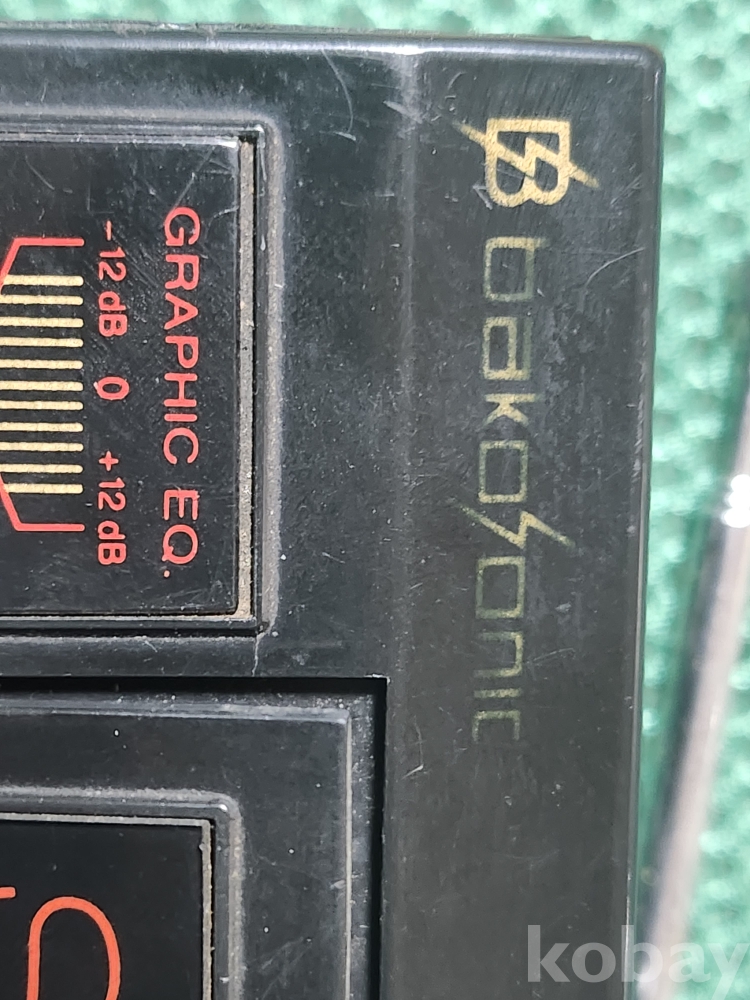 B bakosonic
GRAPHIC EQ.
-12 dB 0 +12 dB
kobay